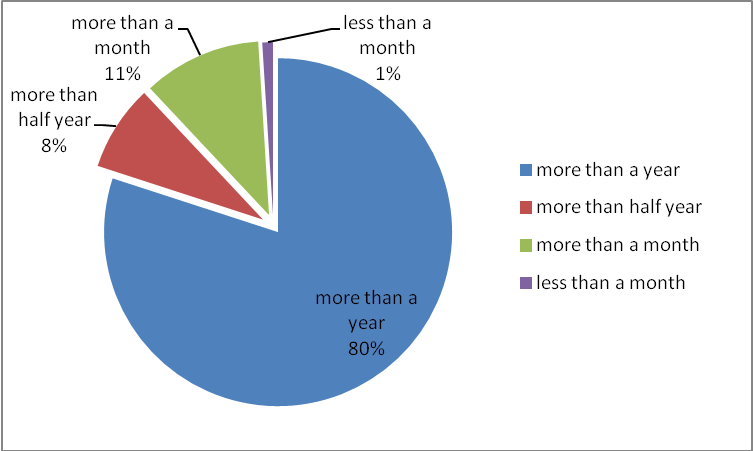 more than a
month
11%
less than a
month
1%
more than
half year
8%
more than a
year
80%
more than a year
more than half year
more than a month
less than a month